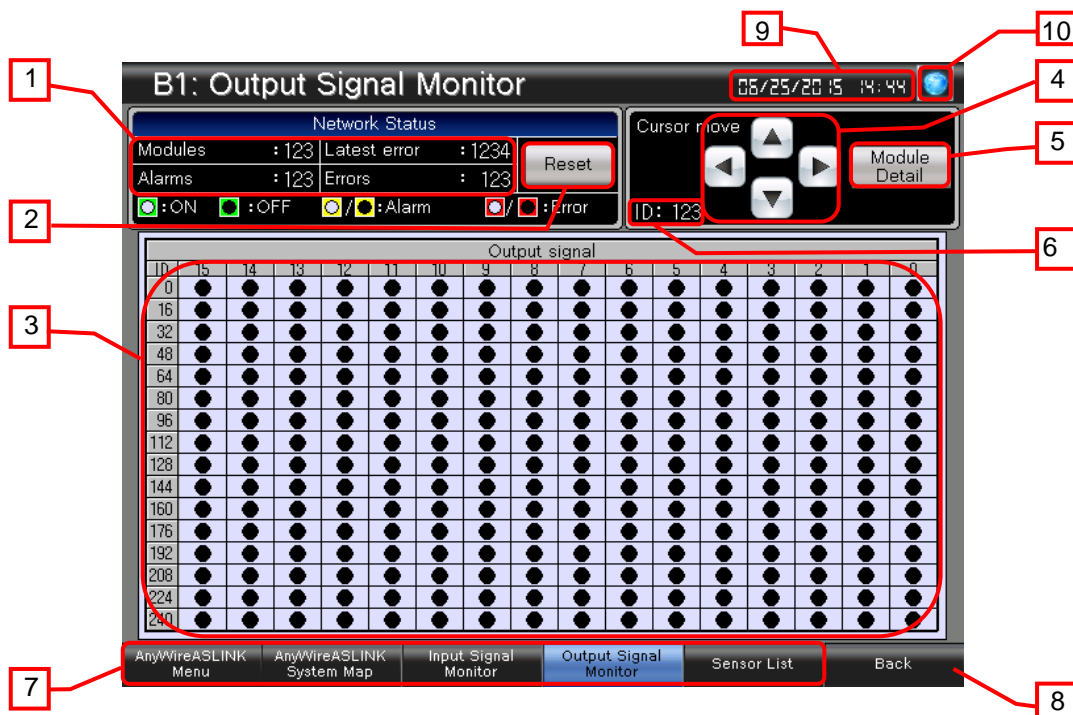 9
10
1
B1: Output Signal Monitor
06/25/2015 14:44
4
Network Status
Cursor move
Modules :123 Latest error :1234
Reset
Module
Detail
5
Alarms :123 Errors : 123
2
:ON :OFF / :Alarm / :Error
ID: 123
6
Output signal
ID 15 14 13 12 11 10 9 8 7 6 5 4 3 2 1 0
0
16
3
32
48
64
80
96
112
128
144
160
176
192
208
224
240
AnyWireASLINK
Menu
AnyWireASLINK
System Map
Input Signal
Monitor
Output Signal
Monitor
Sensor List
Back
7
8